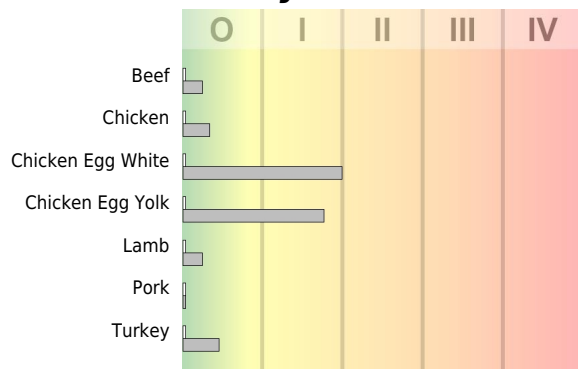 O I II III IV
Beef
Chicken
Chicken Egg White
Chicken Egg Yolk
Lamb
Pork
Turkey